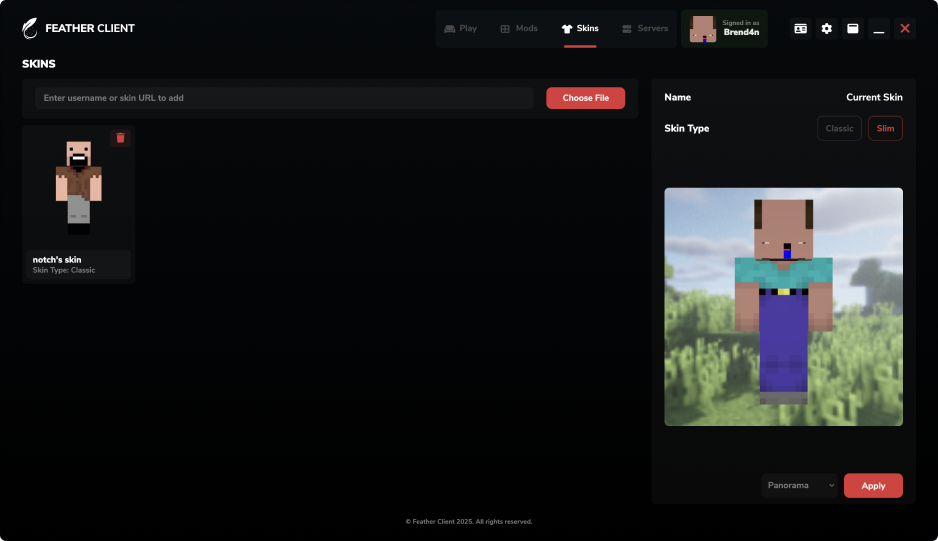 FEATHER CLIENT
Play
Mods
Skins
Servers
Signed in as
Brend4n
SKINS
Enter username or skin URL to add
Choose File
notch's skin
Skin Type: Classic
Name
Current Skin
Skin Type
Classic
Slim
Panorama
Apply
© Feather Client 2025. All rights reserved.